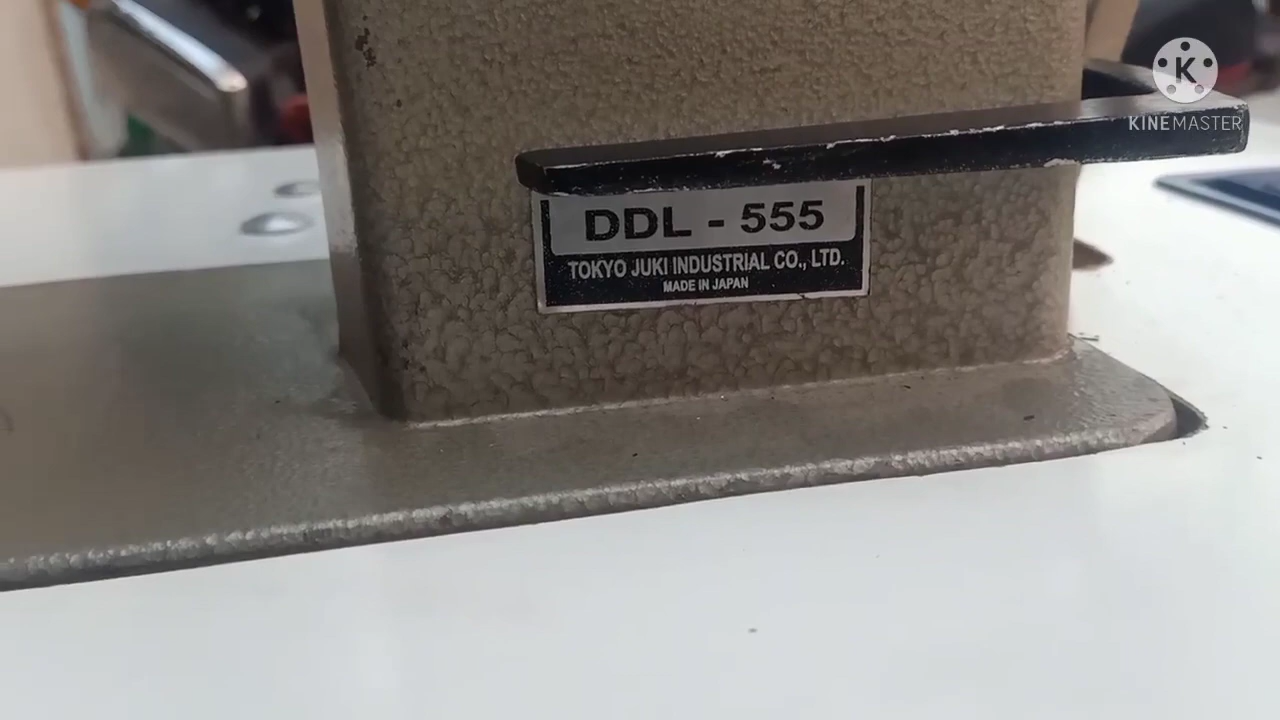 K
KINEMASTER
DDL - 555
TOKYO JUKI INDUSTRIAL CO., LTD.
MADE IN JAPAN